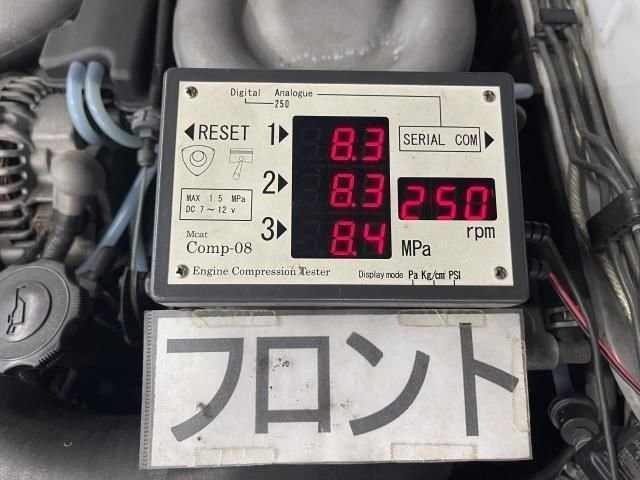 Digital Analogue
250
◀RESET
1▶ 8.3
2▶ 8.3
3▶ 8.4
SERIAL COM ▶
250
rpm
MPa
MAX 1.5 MPa
DC 7～12 v
Mcat
Comp-08
Engine Compression Tester
Display mode Pa Kg/cm² PSI
フロント